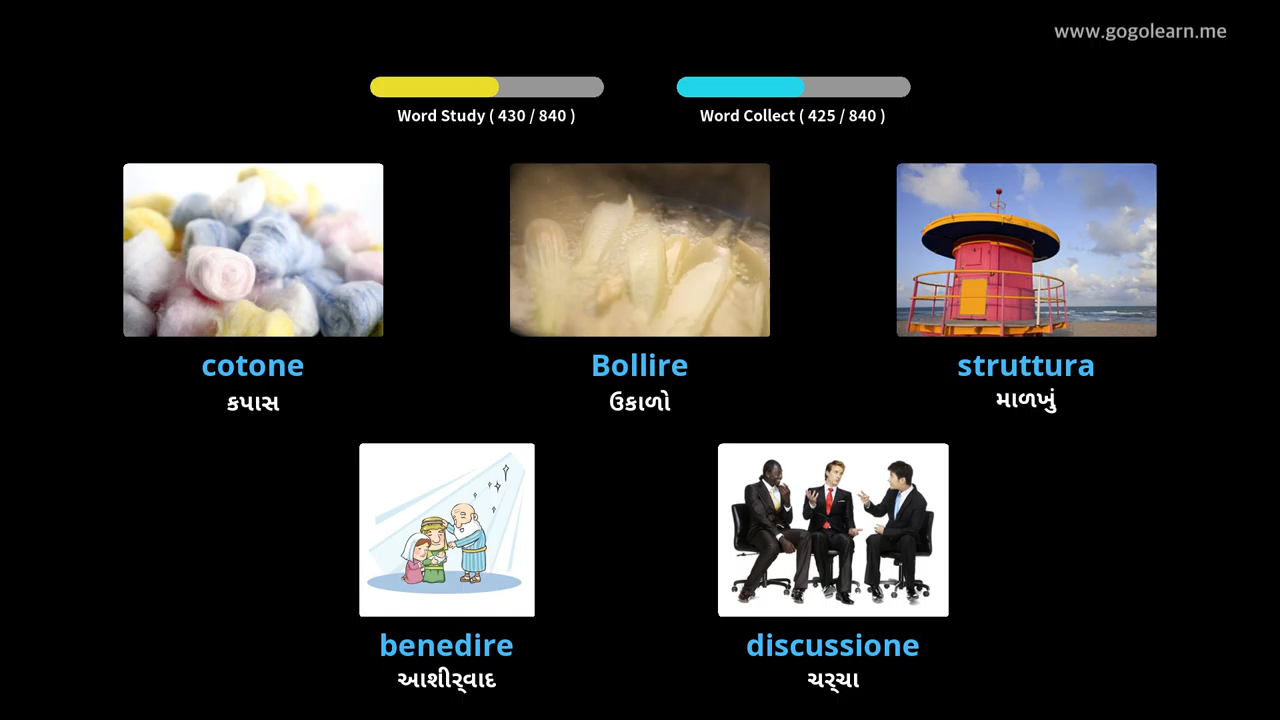 www.gogolearn.me
Word Study ( 430 / 840 )
Word Collect ( 425 / 840 )
cotone
કપાસ
Bollire
ઉકાળો
struttura
માળખું
benedire
આશીર્વાદ
discussione
ચર્ચા